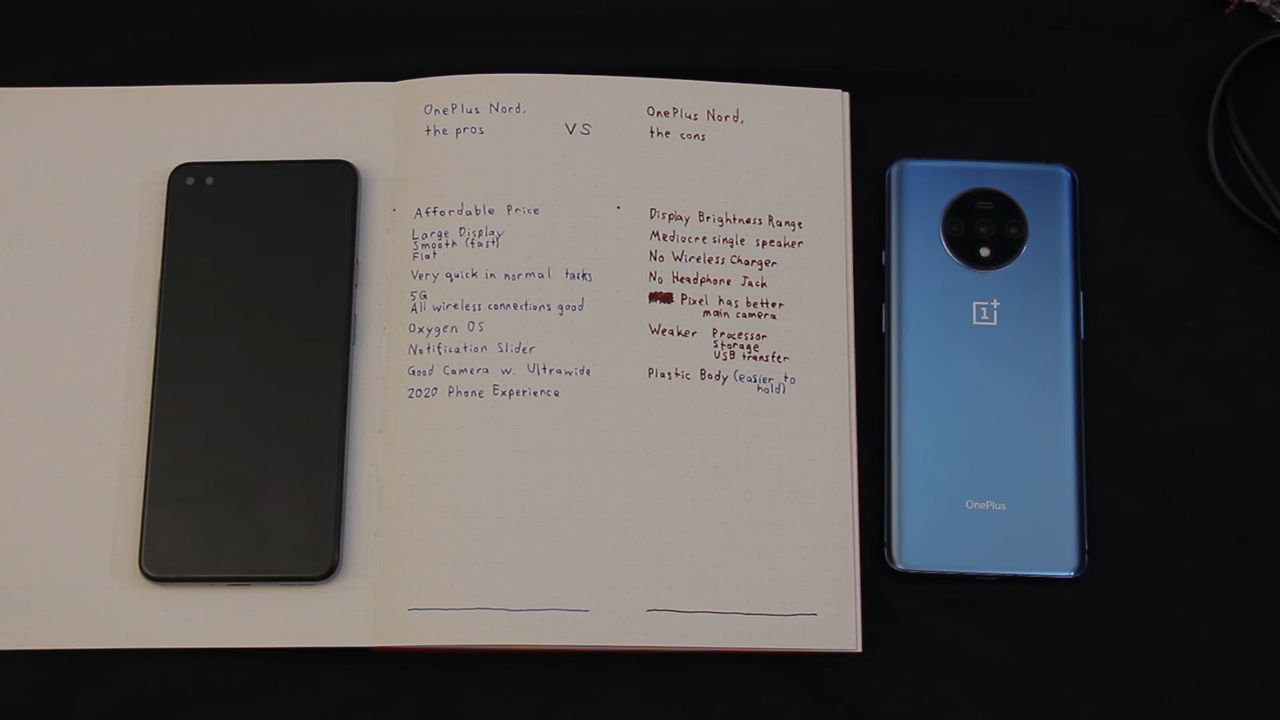 OnePlus Nord,
the pros
VS
OnePlus Nord,
the cons
Affordable Price
Large Display
Smooth (fast)
Flat
Very quick in normal tasks
5G
All wireless connections good
Oxygen OS
Notification Slider
Good Camera w. Ultrawide
2020 Phone Experience
Display Brightness Range
Mediocre single speaker
No Wireless Charger
No Headphone Jack
Pixel has better
main camera
Weaker Processor
Storage
USB transfer
Plastic Body (easier to
hold)
1+
OnePlus